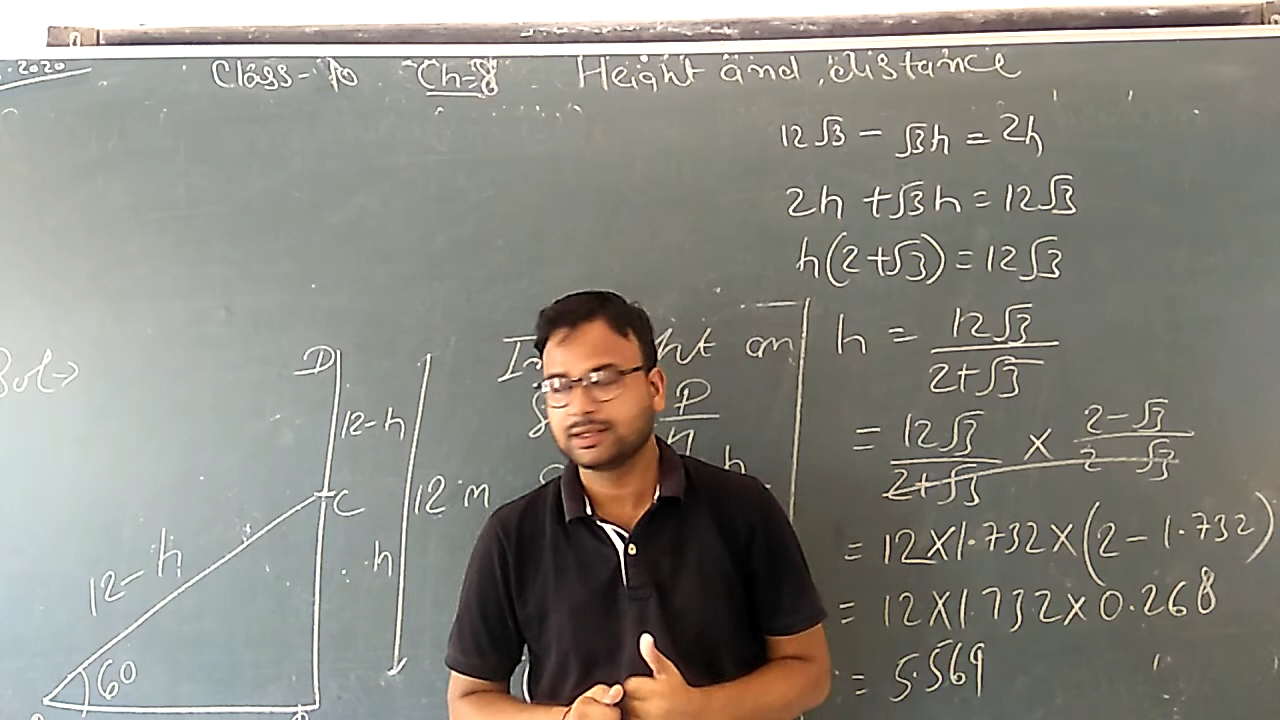 .2020
Class-10 Ch=8 Height and distance
12√3 - √3h = 2h
2h + √3h = 12√3
h(2+√3) = 12√3
h = 12√3 / 2+√3
= 12√3 / 2+√3 × 2-√3 / 2-√3
= 12×1.732×(2-1.732)
= 12×1.732×0.268
= 5.569
Sol→
D
12-h
C
12 m
h
12-h
60
P
h